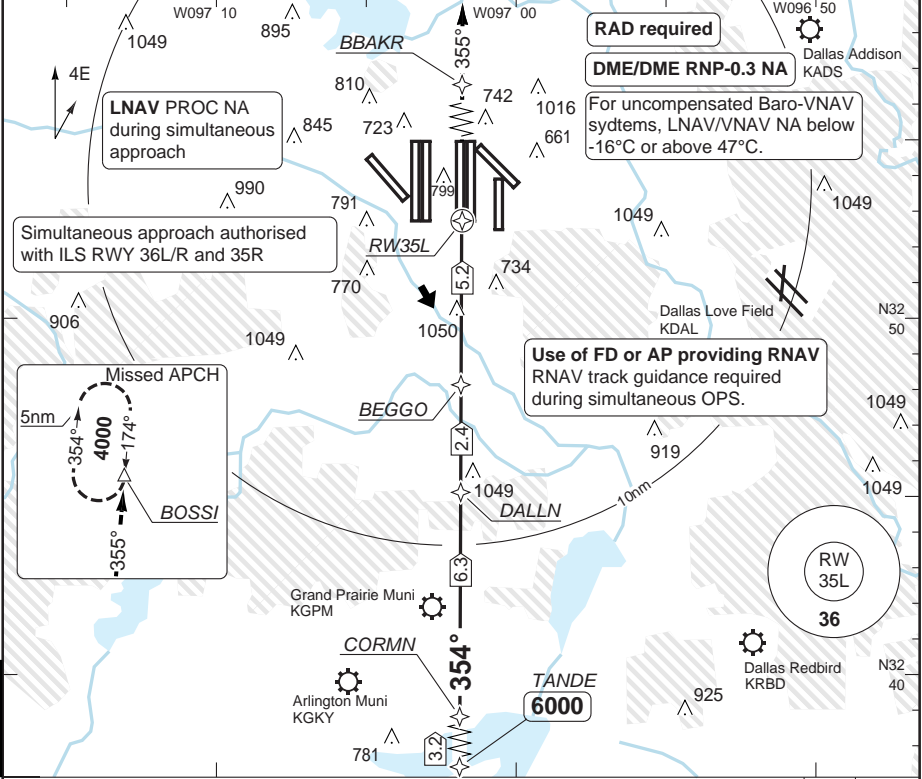 W097 10
W097 00
W096 50
1049
895
BBAKR
355°
RAD required
Dallas Addison
KADS
4E
DME/DME RNP-0.3 NA
LNAV PROC NA
during simultaneous
approach
810
742
1016
For uncompensated Baro-VNAV
sydtems, LNAV/VNAV NA below
-16°C or above 47°C.
845
723
661
990
799
791
1049
1049
Simultaneous approach authorised
with ILS RWY 36L/R and 35R
RW35L
770
5.2
734
906
1050
Dallas Love Field
KDAL
N32
50
1049
Use of FD or AP providing RNAV
RNAV track guidance required
during simultaneous OPS.
Missed APCH
5nm
354°
4000
174°
BOSSI
355°
BEGGO
2.4
919
1049
1049
1049
DALLN
10nm
6.3
RW
35L
36
Grand Prairie Muni
KGPM
CORMN
354°
Arlington Muni
KGKY
TANDE
6000
Dallas Redbird
KRBD
N32
40
925
781
3.2